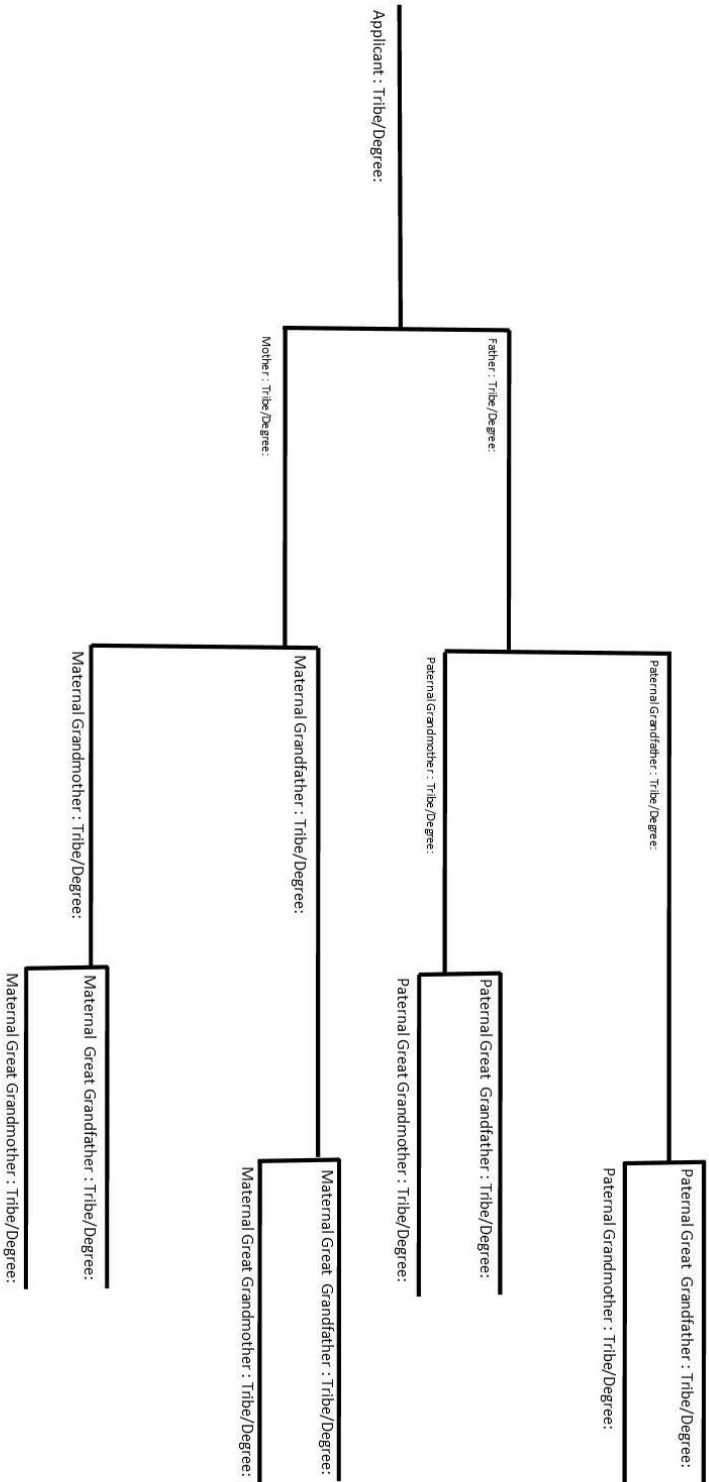 Applicant : Tribe/Degree:
Father : Tribe/Degree:
Mother : Tribe/Degree:
Paternal Grandfather : Tribe/Degree:
Paternal Grandmother : Tribe/Degree:
Maternal Grandfather : Tribe/Degree:
Maternal Grandmother : Tribe/Degree:
Paternal Great Grandfather : Tribe/Degree:
Paternal Grandmother : Tribe/Degree:
Paternal Great Grandfather : Tribe/Degree:
Paternal Great Grandmother : Tribe/Degree:
Maternal Great Grandfather : Tribe/Degree:
Maternal Great Grandmother : Tribe/Degree:
Maternal Great Grandfather : Tribe/Degree:
Maternal Great Grandmother : Tribe/Degree: